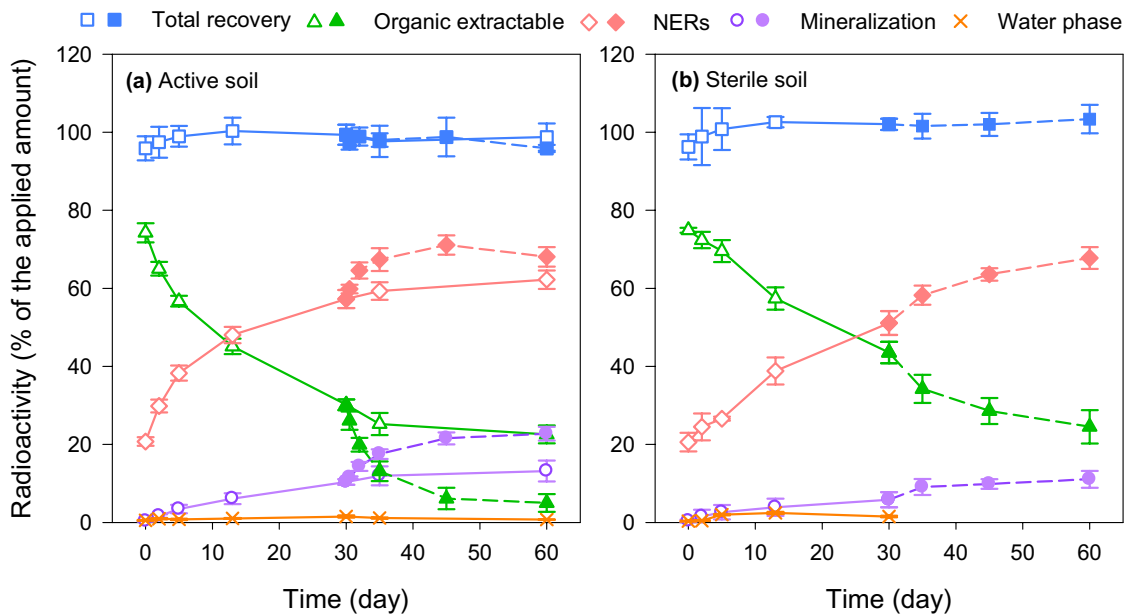 Total recovery Organic extractable NERs Mineralization Water phase
(a) Active soil (b) Sterile soil
Radioactivity (% of the applied amount)
120 120
100 100
80 80
60 60
40 40
20 20
0 0
0 10 20 30 40 50 60 0 10 20 30 40 50 60
Time (day) Time (day)